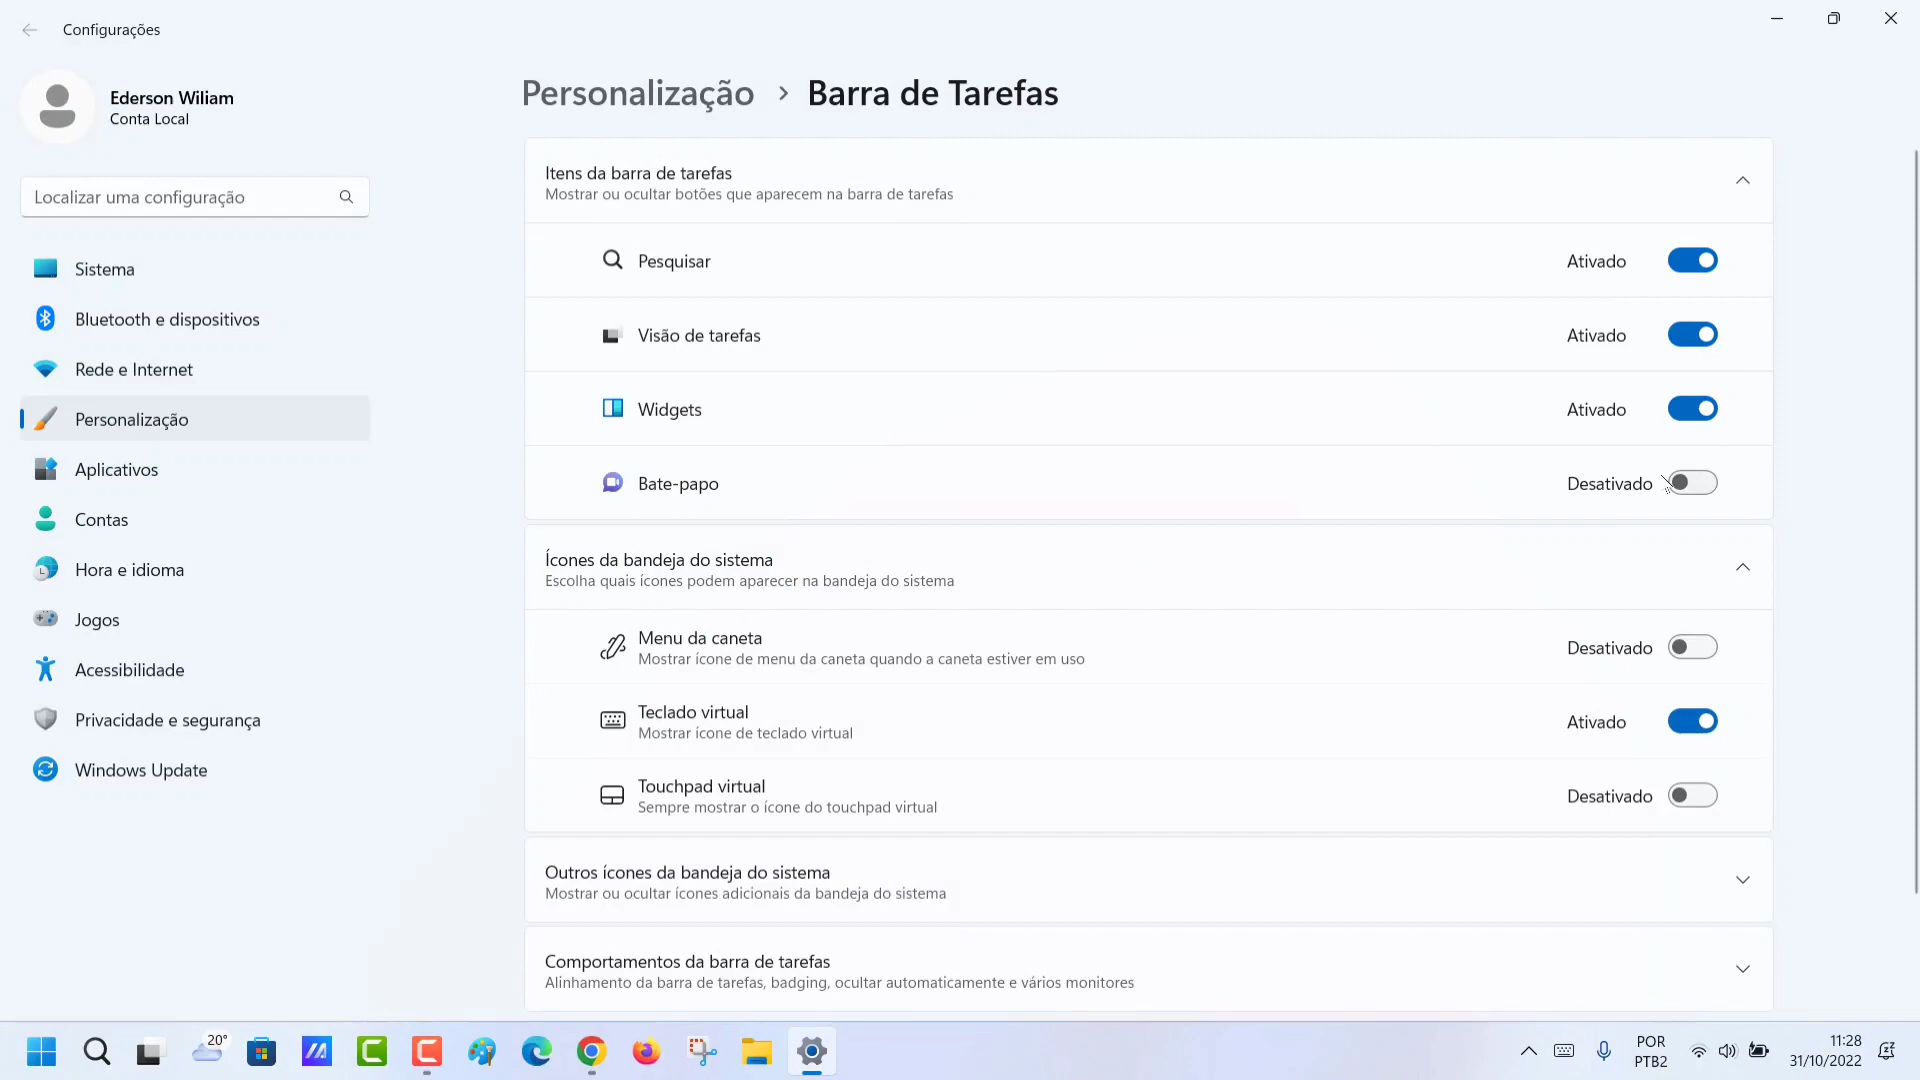 Configurações
Ederson Wiliam
Conta Local
Localizar uma configuração
Sistema
Bluetooth e dispositivos
Rede e Internet
Personalização
Aplicativos
Contas
Hora e idioma
Jogos
Acessibilidade
Privacidade e segurança
Windows Update
Personalização > Barra de Tarefas
Itens da barra de tarefas
Mostrar ou ocultar botões que aparecem na barra de tarefas
Pesquisar Ativado
Visão de tarefas Ativado
Widgets Ativado
Bate-papo Desativado
Ícones da bandeja do sistema
Escolha quais ícones podem aparecer na bandeja do sistema
Menu da caneta
Mostrar ícone de menu da caneta quando a caneta estiver em uso
Desativado
Teclado virtual
Mostrar ícone de teclado virtual
Ativado
Touchpad virtual
Sempre mostrar o ícone do touchpad virtual
Desativado
Outros ícones da bandeja do sistema
Mostrar ou ocultar ícones adicionais da bandeja do sistema
Comportamentos da barra de tarefas
Alinhamento da barra de tarefas, badging, ocultar automaticamente e vários monitores
20°
POR
PTB2
11:28
31/10/2022